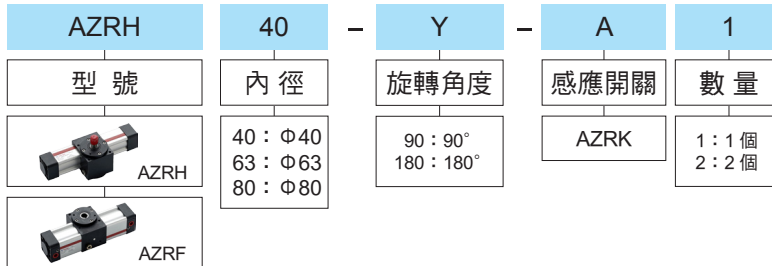 AZRH 40 – Y – A 1
型號 內徑 旋轉角度 感應開關 數量
AZRH
40：Φ40
63：Φ63
80：Φ80
90：90°
180：180°
AZRK
1：1個
2：2個
AZRF